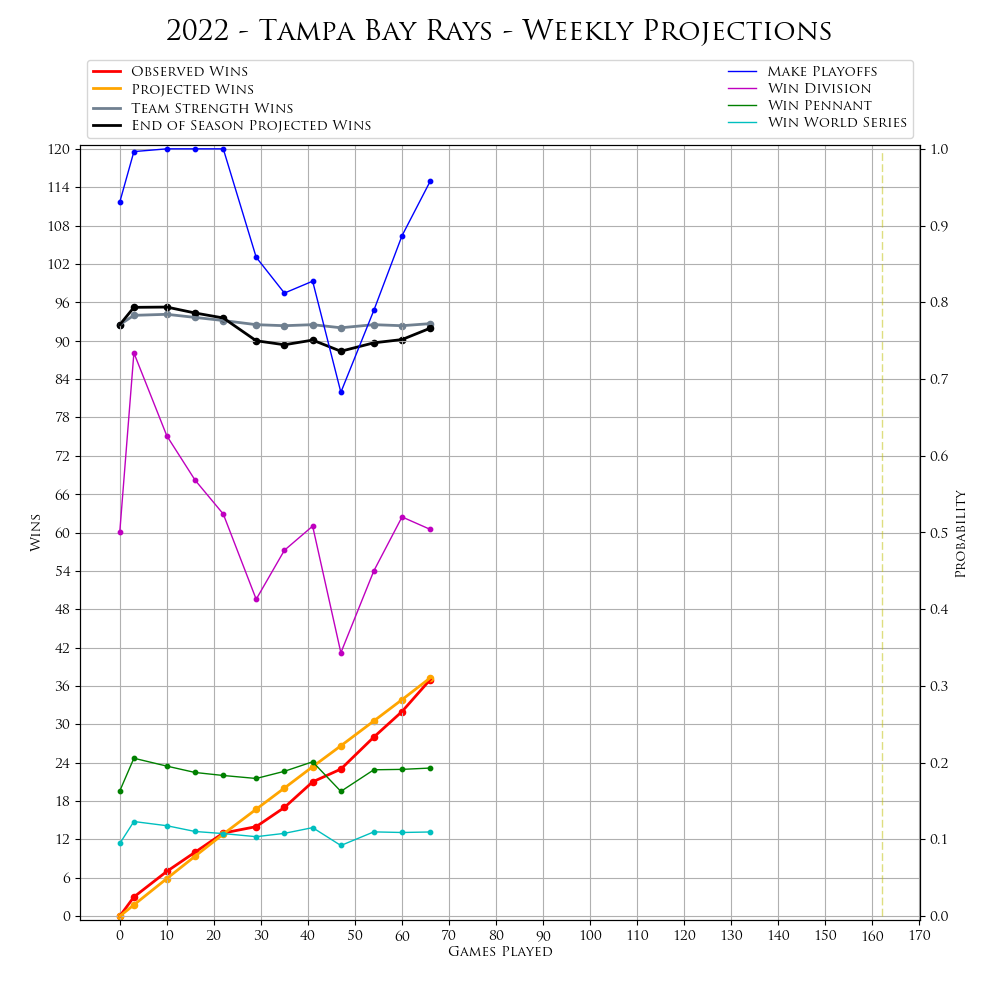 2022 - Tampa Bay Rays - Weekly Projections
Observed Wins
Projected Wins
Team Strength Wins
End of Season Projected Wins
Make Playoffs
Win Division
Win Pennant
Win World Series
120
114
108
102
96
90
84
78
72
66
60
54
48
42
36
30
24
18
12
6
0
Wins
1.0
0.9
0.8
0.7
0.6
0.5
0.4
0.3
0.2
0.1
0.0
Probability
0 10 20 30 40 50 60 70 80 90 100 110 120 130 140 150 160 170
Games Played